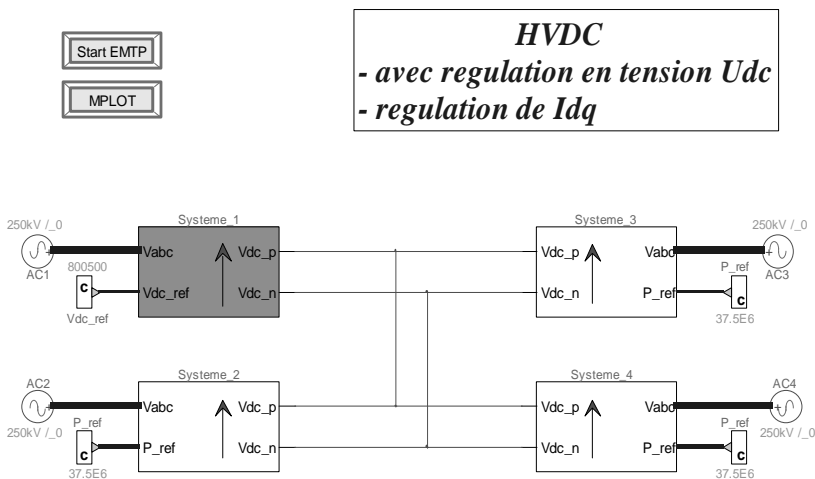 Start EMTP
MPLOT
HVDC
- avec regulation en tension Udc
- regulation de Idq
Systeme_1
250kV /_0
AC1
Vabc
Vdc_p
800500
c
Vdc_ref
Vdc_ref
Vdc_n
Systeme_3
250kV /_0
Vdc_p
Vabc
AC3
P_ref
Vdc_n
P_ref
c
37.5E6
Systeme_2
AC2
Vabc
Vdc_p
250kV /_0
P_ref
c
P_ref
Vdc_n
37.5E6
Systeme_4
AC4
Vdc_p
Vabc
250kV /_0
P_ref
Vdc_n
P_ref
c
37.5E6